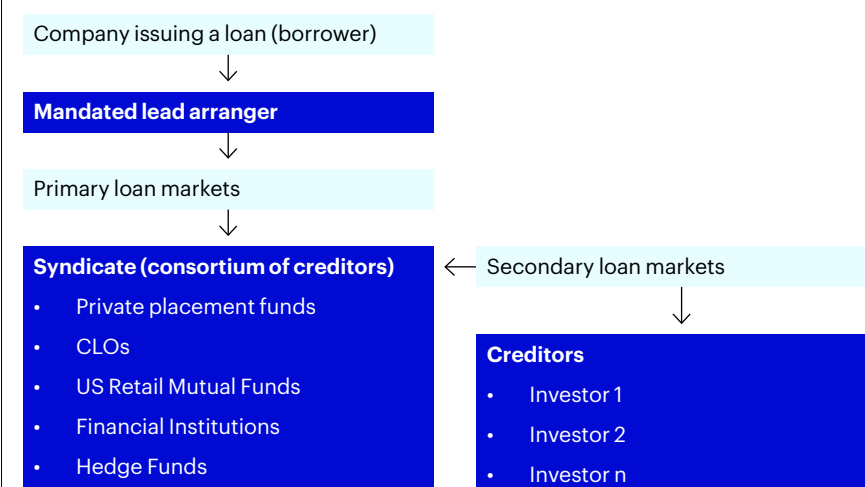 Company issuing a loan (borrower)
Mandated lead arranger
Primary loan markets
Syndicate (consortium of creditors)
• Private placement funds
• CLOs
• US Retail Mutual Funds
• Financial Institutions
• Hedge Funds
Secondary loan markets
Creditors
• Investor 1
• Investor 2
• Investor n